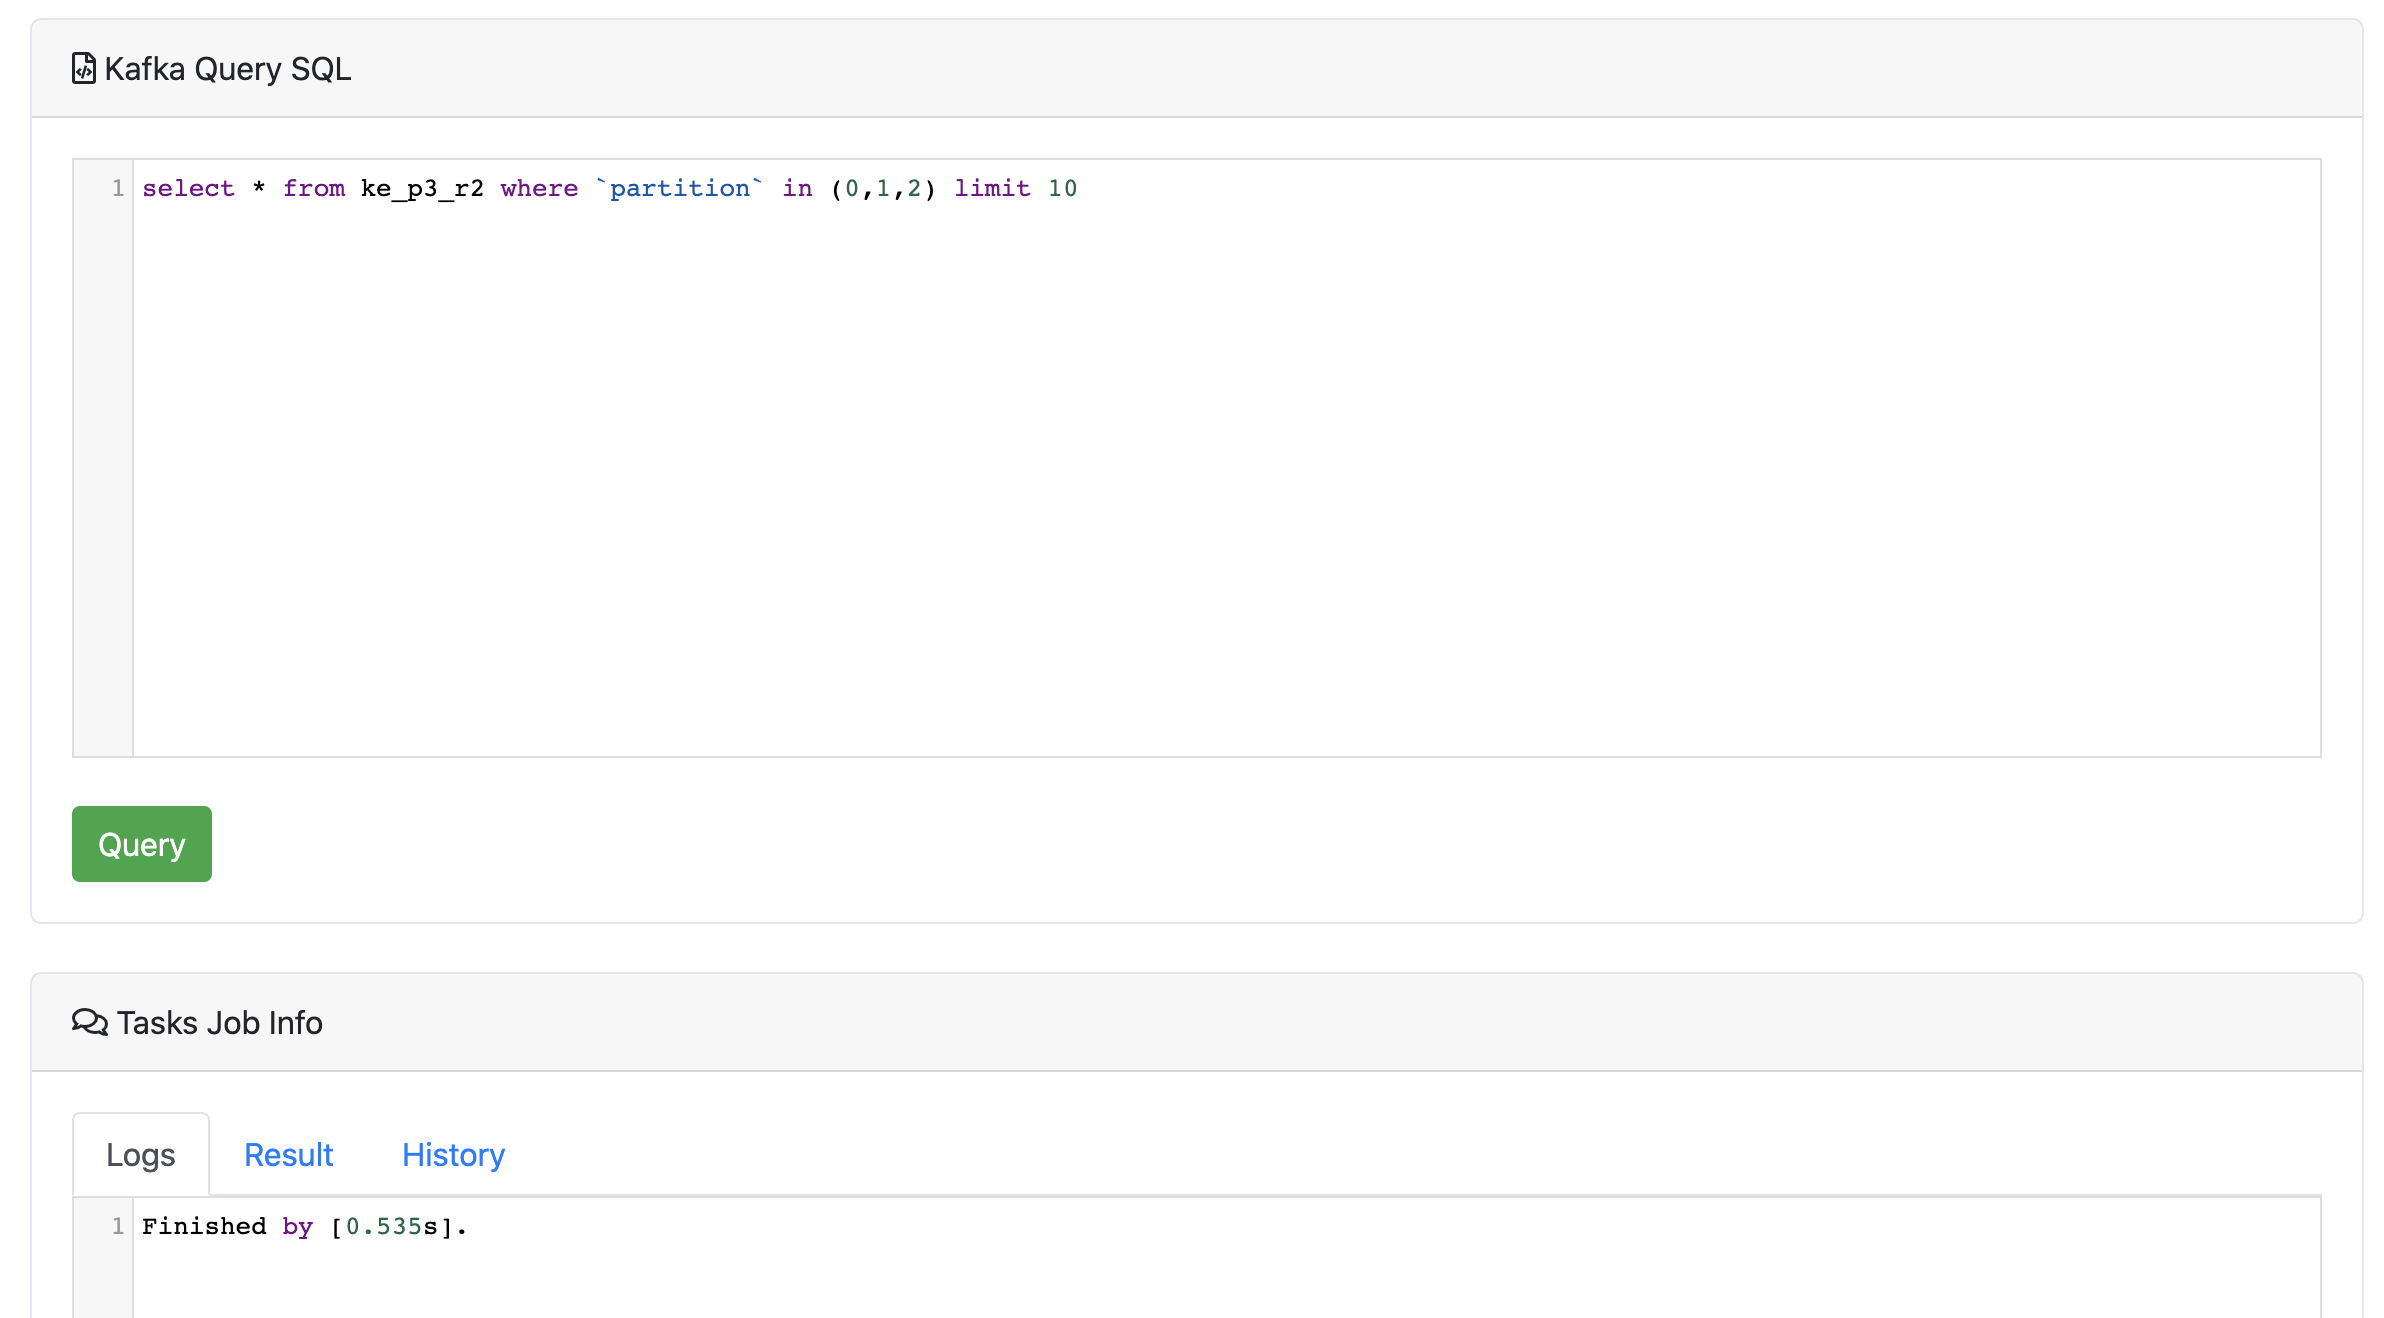 Kafka Query SQL
1 select * from ke_p3_r2 where `partition` in (0,1,2) limit 10
Query
Tasks Job Info
Logs Result History
1 Finished by [0.535s].